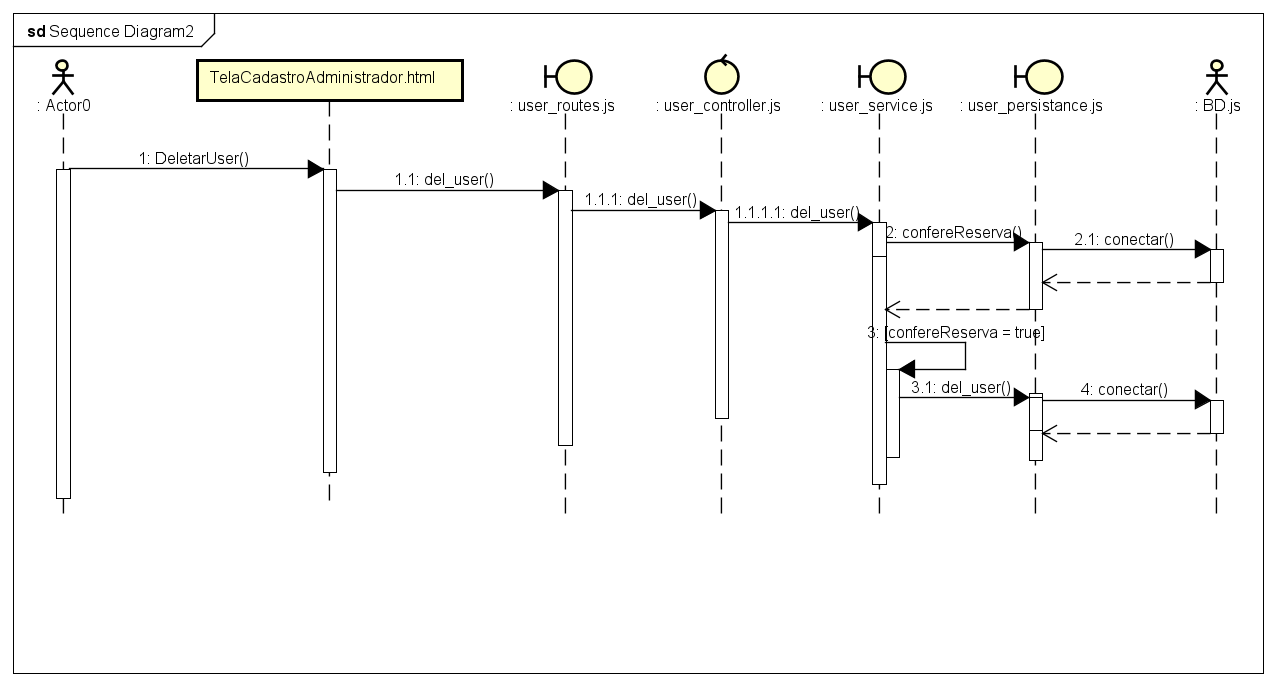 sd Sequence Diagram2
TelaCadastroAdministrador.html
: Actor0
: user_routes.js
: user_controller.js
: user_service.js
: user_persistance.js
: BD.js
1: DeletarUser()
1.1: del_user()
1.1.1: del_user()
1.1.1.1: del_user()
2: confereReserva()
2.1: conectar()
3: [confereReserva = true]
3.1: del_user()
4: conectar()